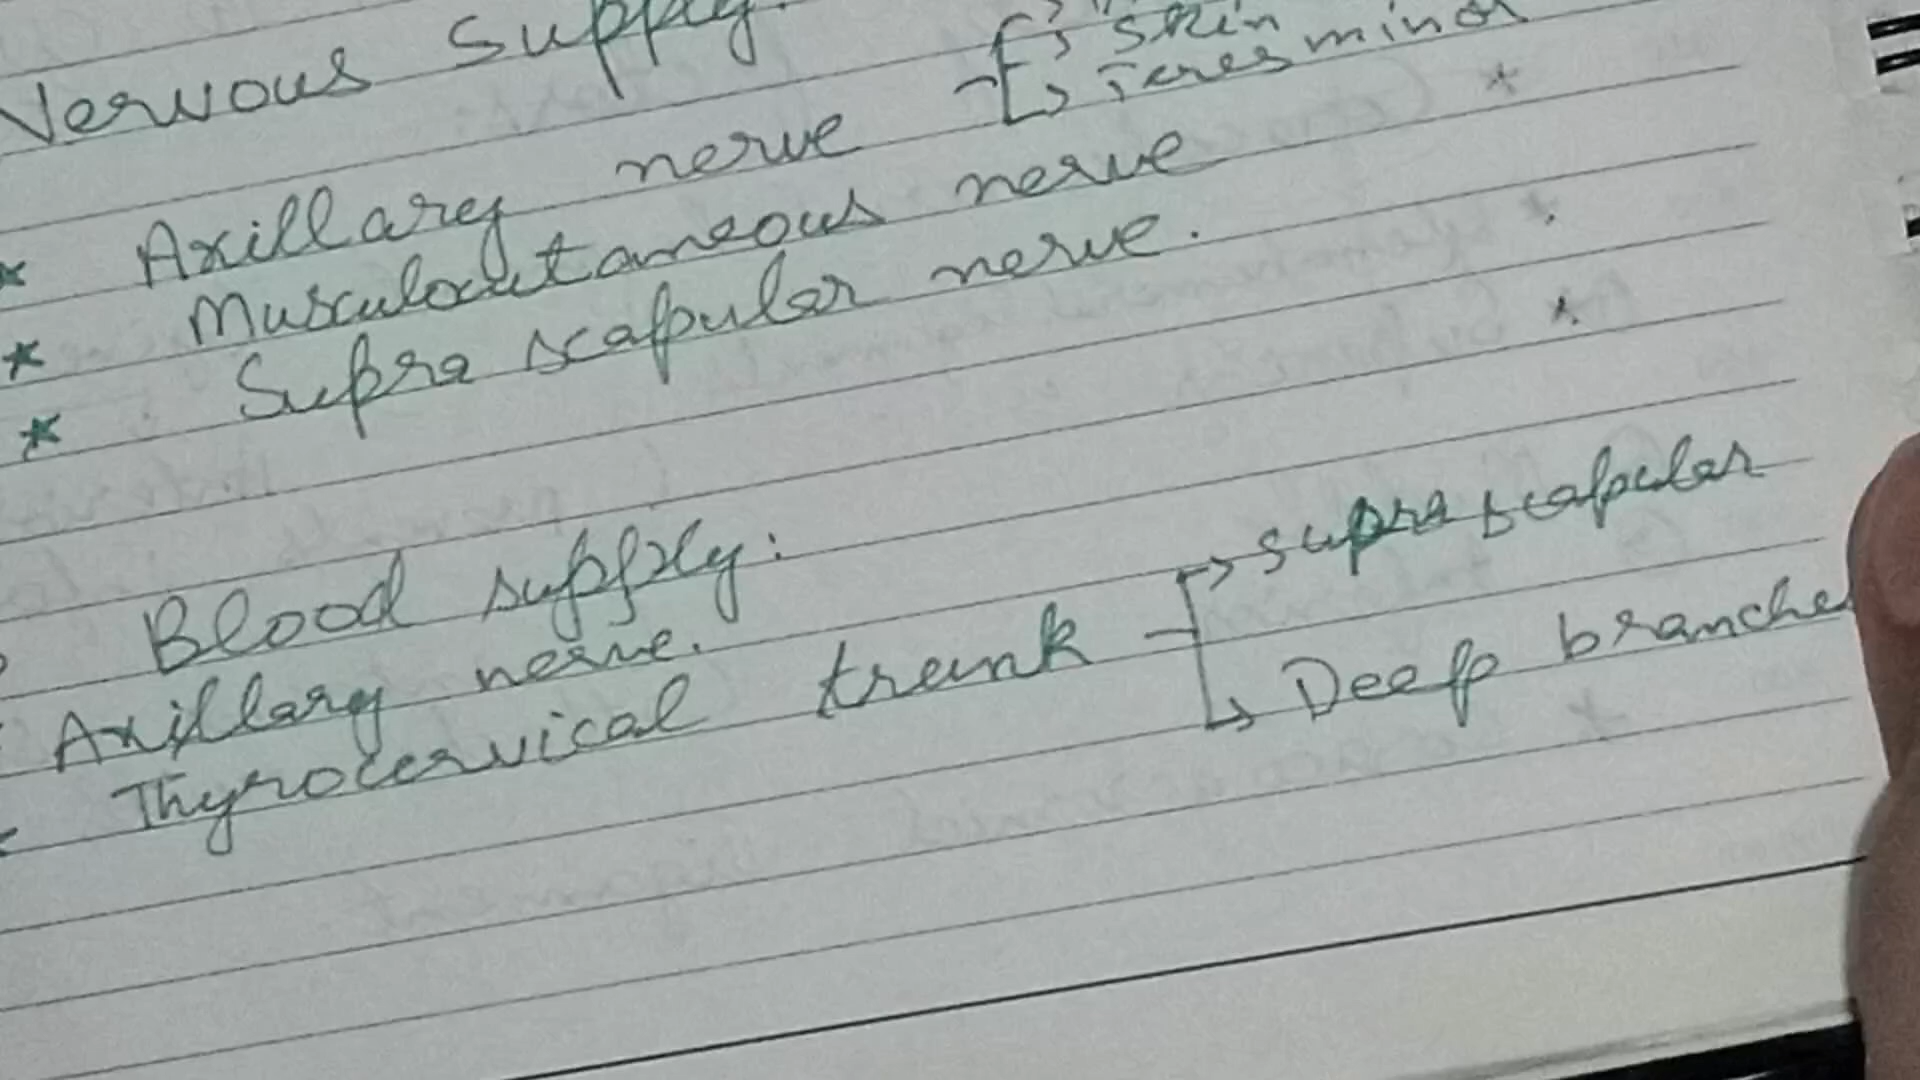 Nervous supply:
skin
Teres minor
* Axillary nerve
* Musculocutaneous nerve
* Supra scapular nerve.
Blood supply:
Axillary nerve.
Thyrocervical trunk
supra scapular
Deep branches